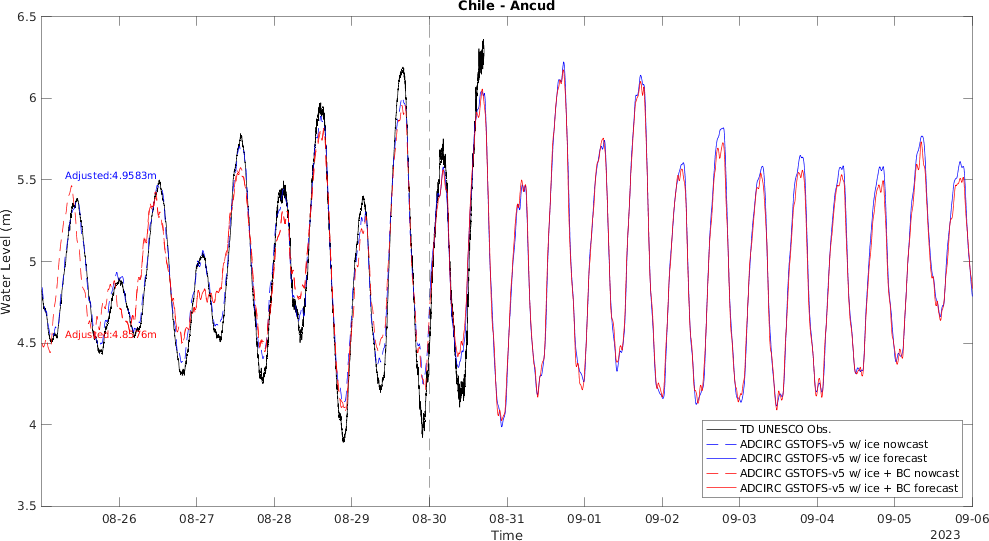 Chile - Ancud
Water Level (m)
6.5
6
5.5
5
4.5
4
3.5
Adjusted:4.9583m
Adjusted:4.8576m
TD UNESCO Obs.
ADCIRC GSTOFS-v5 w/ ice nowcast
ADCIRC GSTOFS-v5 w/ ice forecast
ADCIRC GSTOFS-v5 w/ ice + BC nowcast
ADCIRC GSTOFS-v5 w/ ice + BC forecast
08-26 08-27 08-28 08-29 08-30 08-31 09-01 09-02 09-03 09-04 09-05 09-06
Time
2023